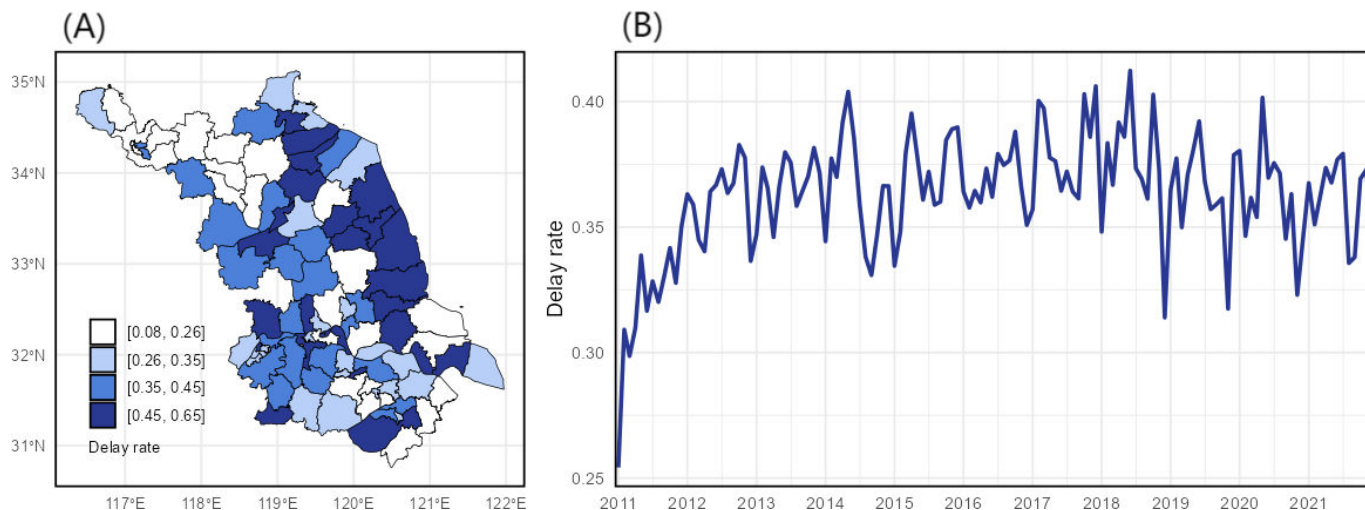 (A)
35°N
34°N
33°N
32°N
31°N
[0.08, 0.26]
[0.26, 0.35]
[0.35, 0.45]
[0.45, 0.65]
Delay rate
117°E 118°E 119°E 120°E 121°E 122°E
(B)
Delay rate
0.40
0.35
0.30
0.25
2011 2012 2013 2014 2015 2016 2017 2018 2019 2020 2021